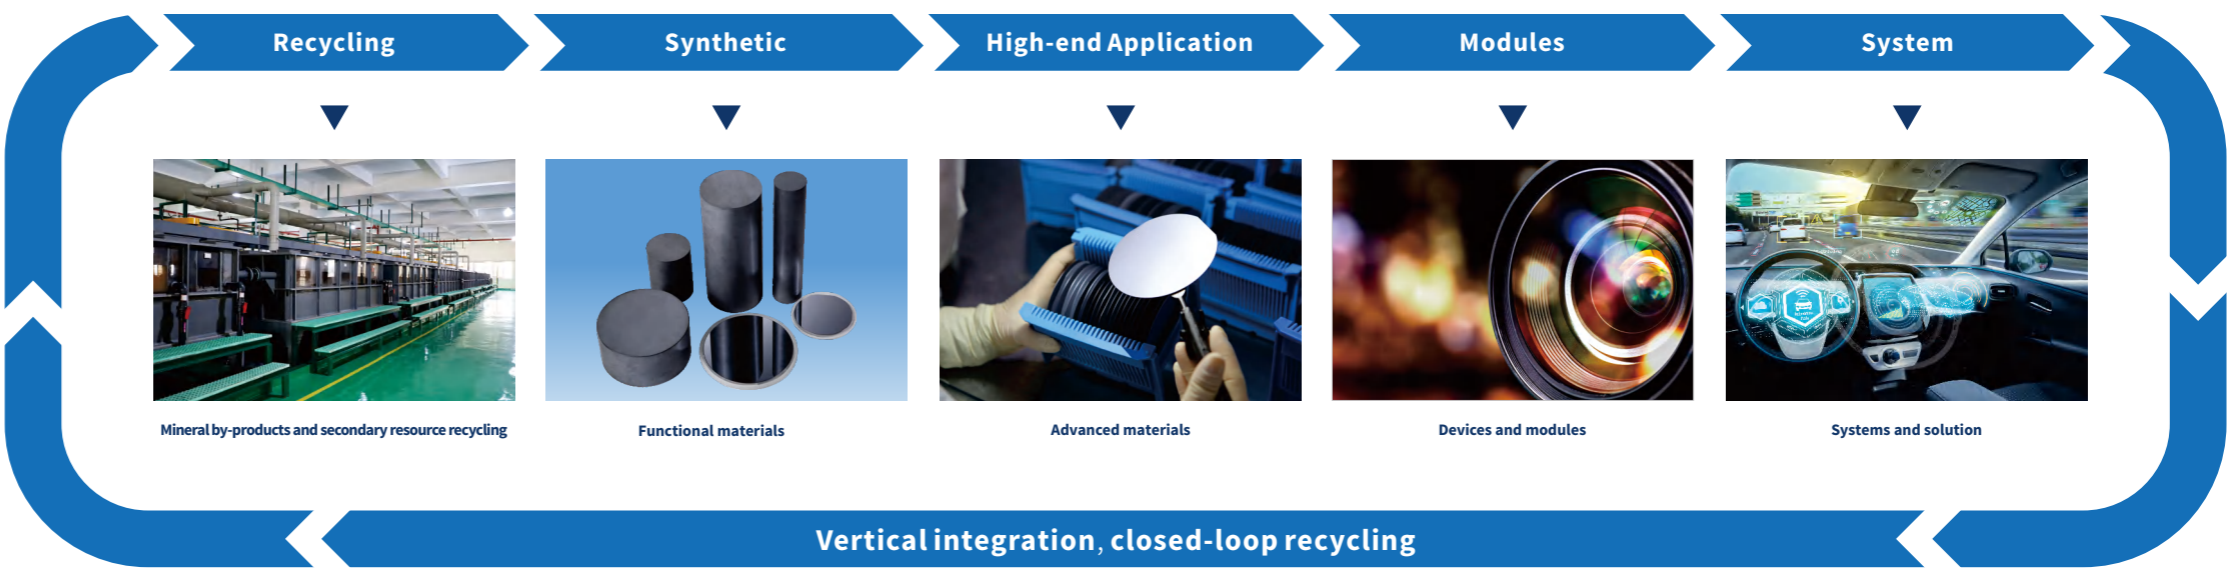 Recycling
Synthetic
High-end Application
Modules
System
Mineral by-products and secondary resource recycling
Functional materials
Advanced materials
Devices and modules
Systems and solution
Vertical integration, closed-loop recycling